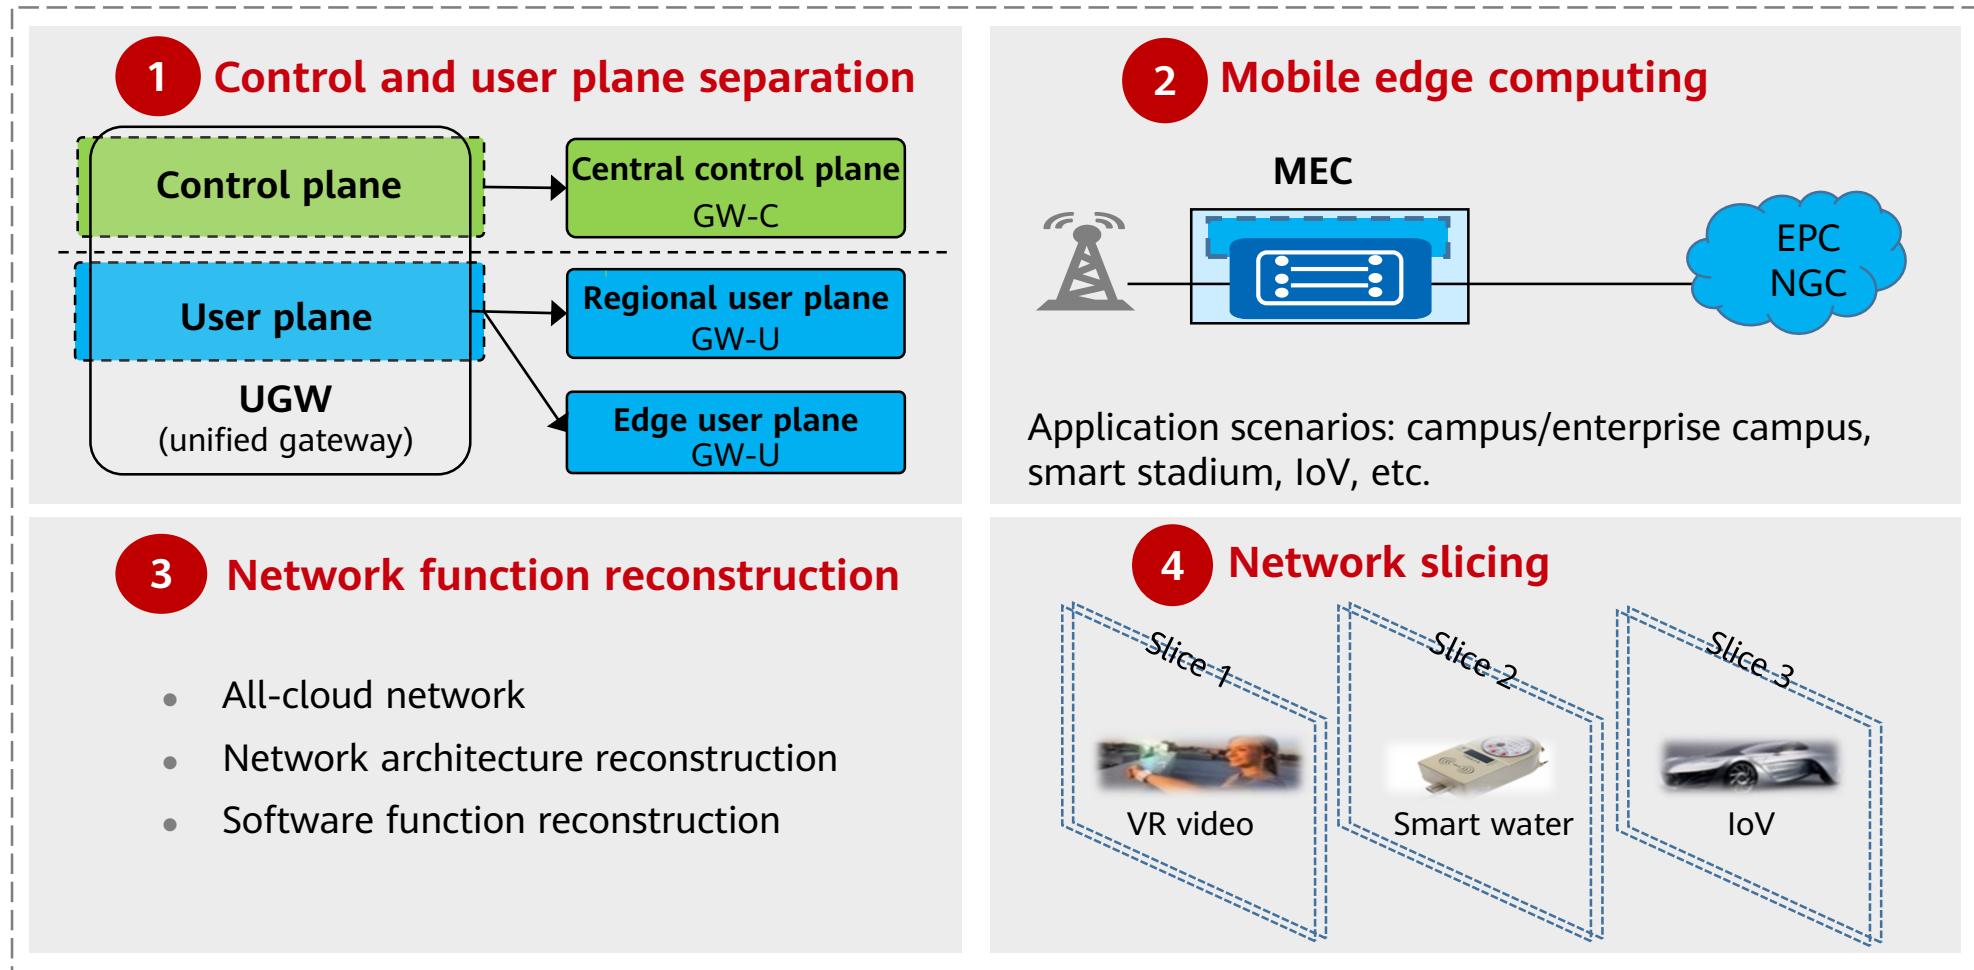 1 Control and user plane separation
Control plane
Central control plane
GW-C
User plane
Regional user plane
GW-U
UGW
(unified gateway)
Edge user plane
GW-U
2 Mobile edge computing
MEC
EPC
NGC
Application scenarios: campus/enterprise campus,
smart stadium, IoV, etc.
3 Network function reconstruction
All-cloud network
Network architecture reconstruction
Software function reconstruction
4 Network slicing
Slice 1
VR video
Slice 2
Smart water
Slice 3
IoV